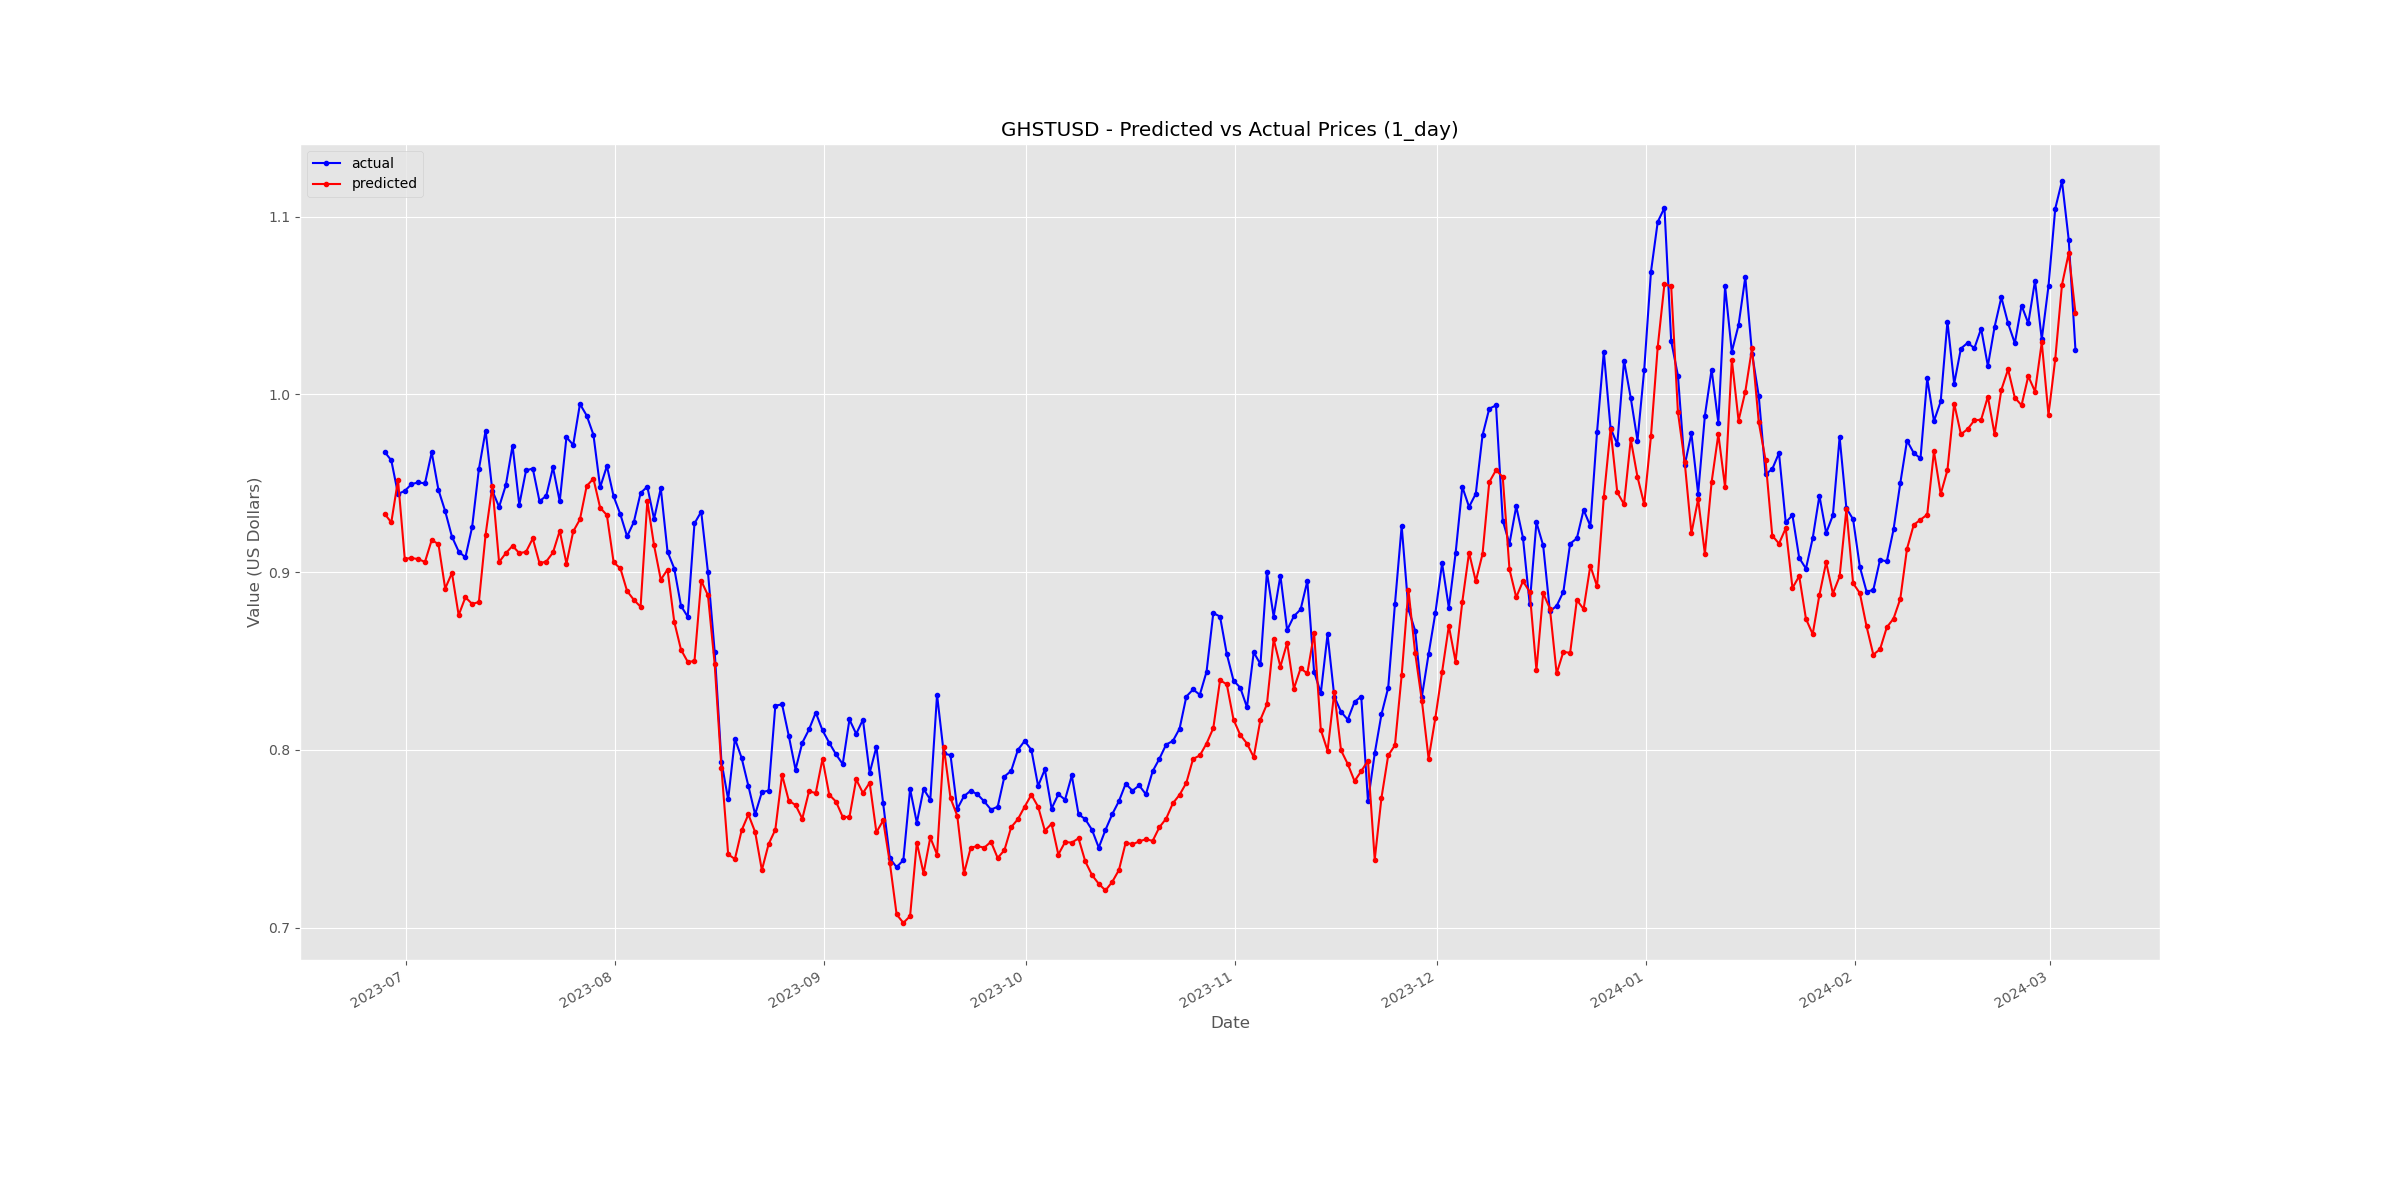 GHSTUSD - Predicted vs Actual Prices (1_day)
actual
predicted
1.1
1.0
0.9
0.8
0.7
Value (US Dollars)
2023-07
2023-08
2023-09
2023-10
2023-11
2023-12
2024-01
2024-02
2024-03
Date